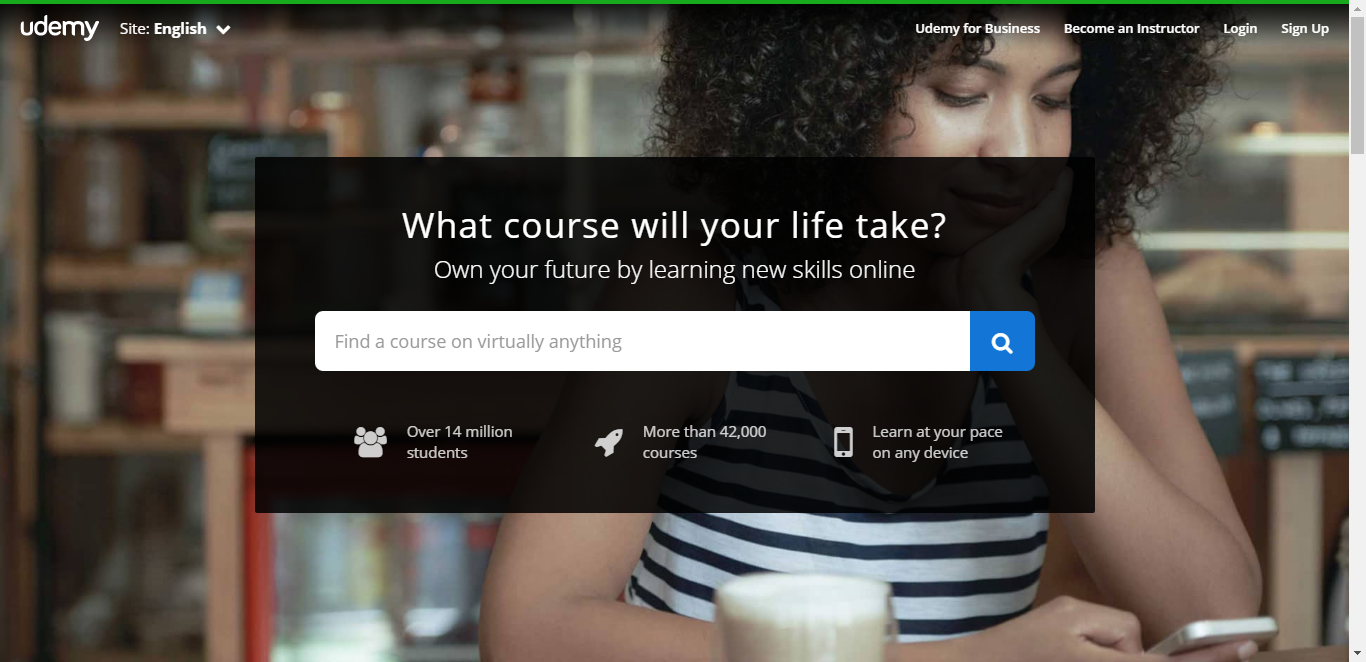 udemy
Site: English
Udemy for Business
Become an Instructor
Login
Sign Up
What course will your life take?
Own your future by learning new skills online
Find a course on virtually anything
Over 14 million
students
More than 42,000
courses
Learn at your pace
on any device